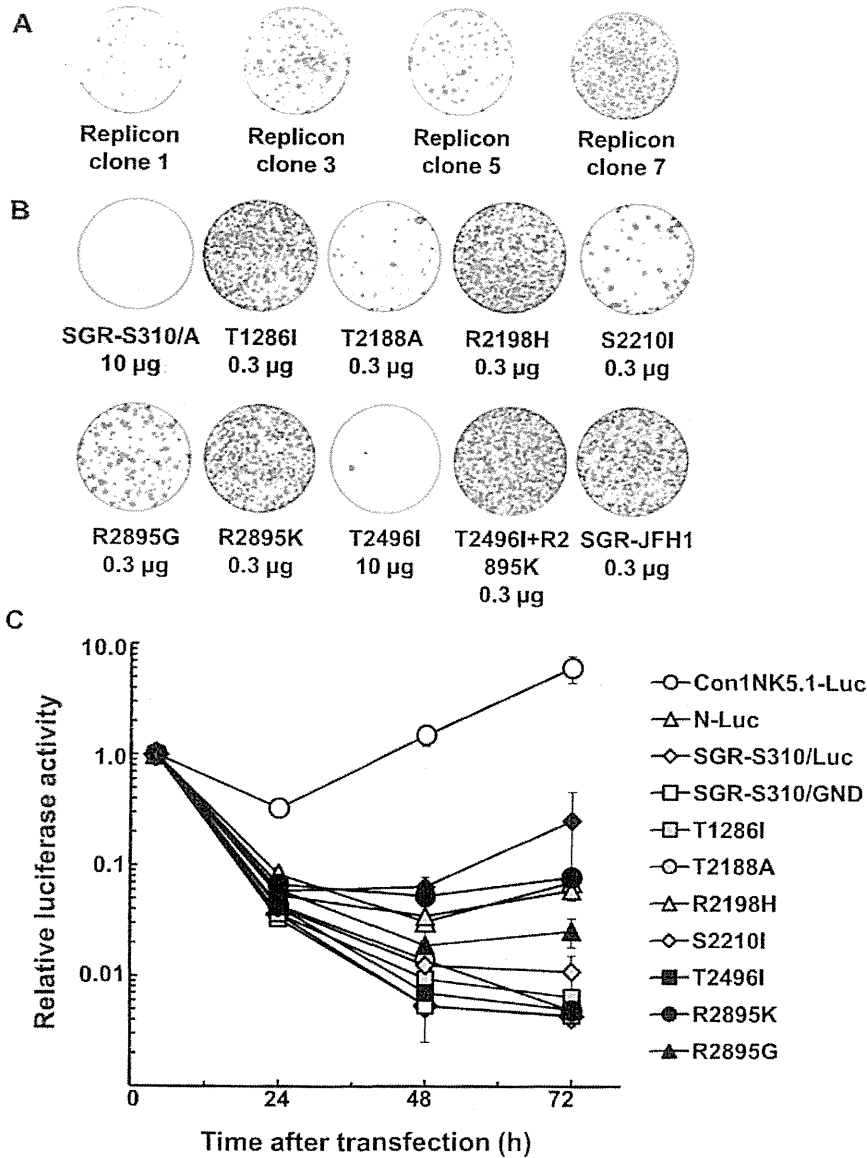 A
Replicon
clone 1
Replicon
clone 3
Replicon
clone 5
Replicon
clone 7
B
SGR-S310/A
10 µg
T1286I
0.3 µg
T2188A
0.3 µg
R2198H
0.3 µg
S2210I
0.3 µg
R2895G
0.3 µg
R2895K
0.3 µg
T2496I
10 µg
T2496I+R2
895K
0.3 µg
SGR-JFH1
0.3 µg
C
Relative luciferase activity
10.0
1.0
0.1
0.01
0
24
48
72
Time after transfection (h)
Con1NK5.1-Luc
N-Luc
SGR-S310/Luc
SGR-S310/GND
T1286I
T2188A
R2198H
S2210I
T2496I
R2895K
R2895G